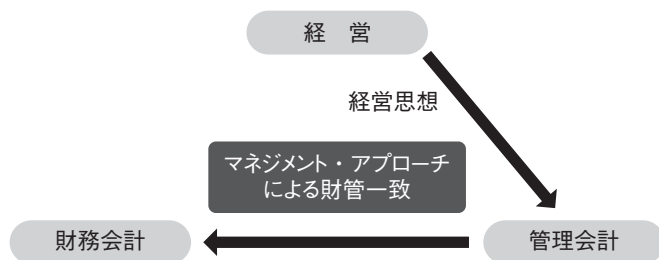 経　営
経営思想
マネジメント・アプローチ
による財管一致
財務会計
管理会計